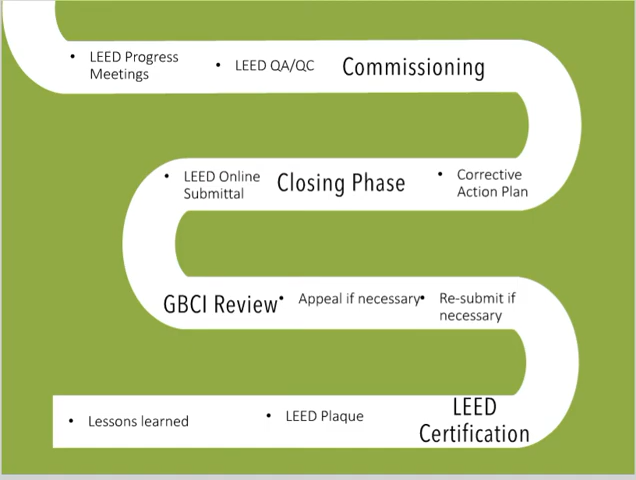 • LEED Progress
Meetings
• LEED QA/QC
Commissioning
• LEED Online
Submittal
Closing Phase
• Corrective
Action Plan
GBCI Review
• Appeal if necessary
• Re-submit if
necessary
• Lessons learned
• LEED Plaque
LEED
Certification